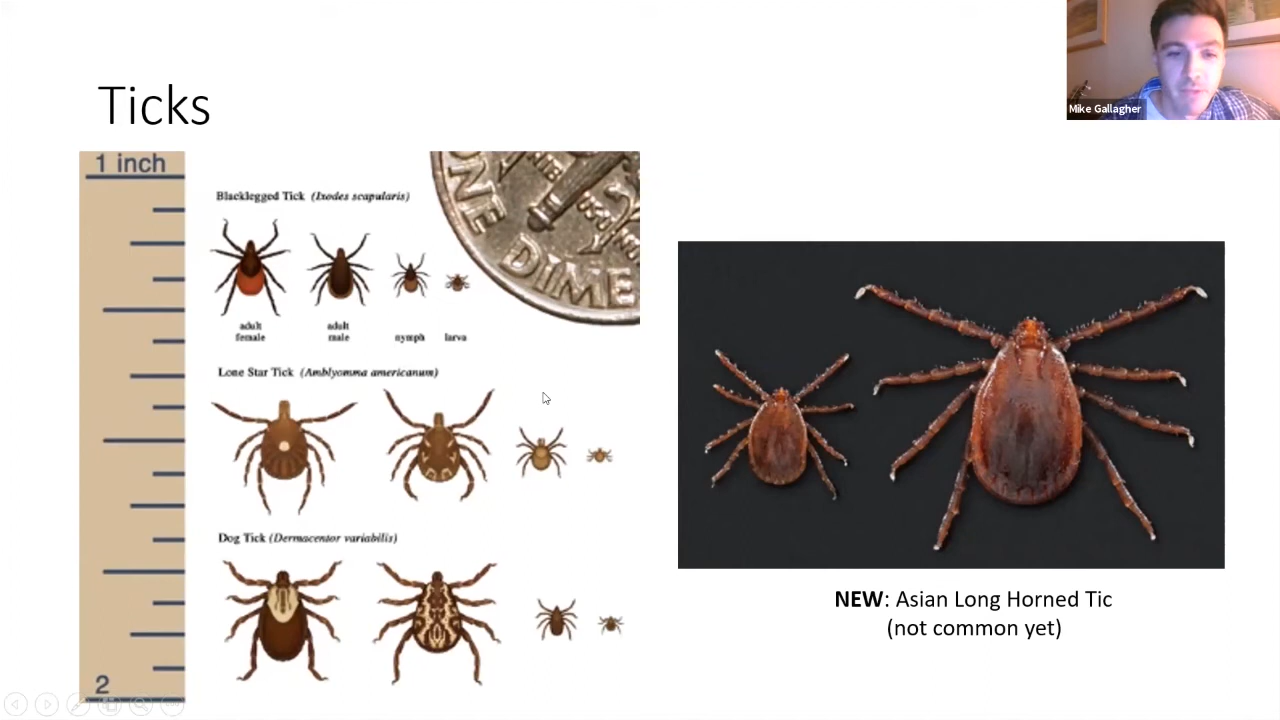 Mike Gallagher
Ticks
1 inch
2
Blacklegged Tick (Ixodes scapularis)
ONE DIME
adult female
adult male
nymph
larva
Lone Star Tick (Amblyomma americanum)
Dog Tick (Dermacentor variabilis)
NEW: Asian Long Horned Tic
(not common yet)